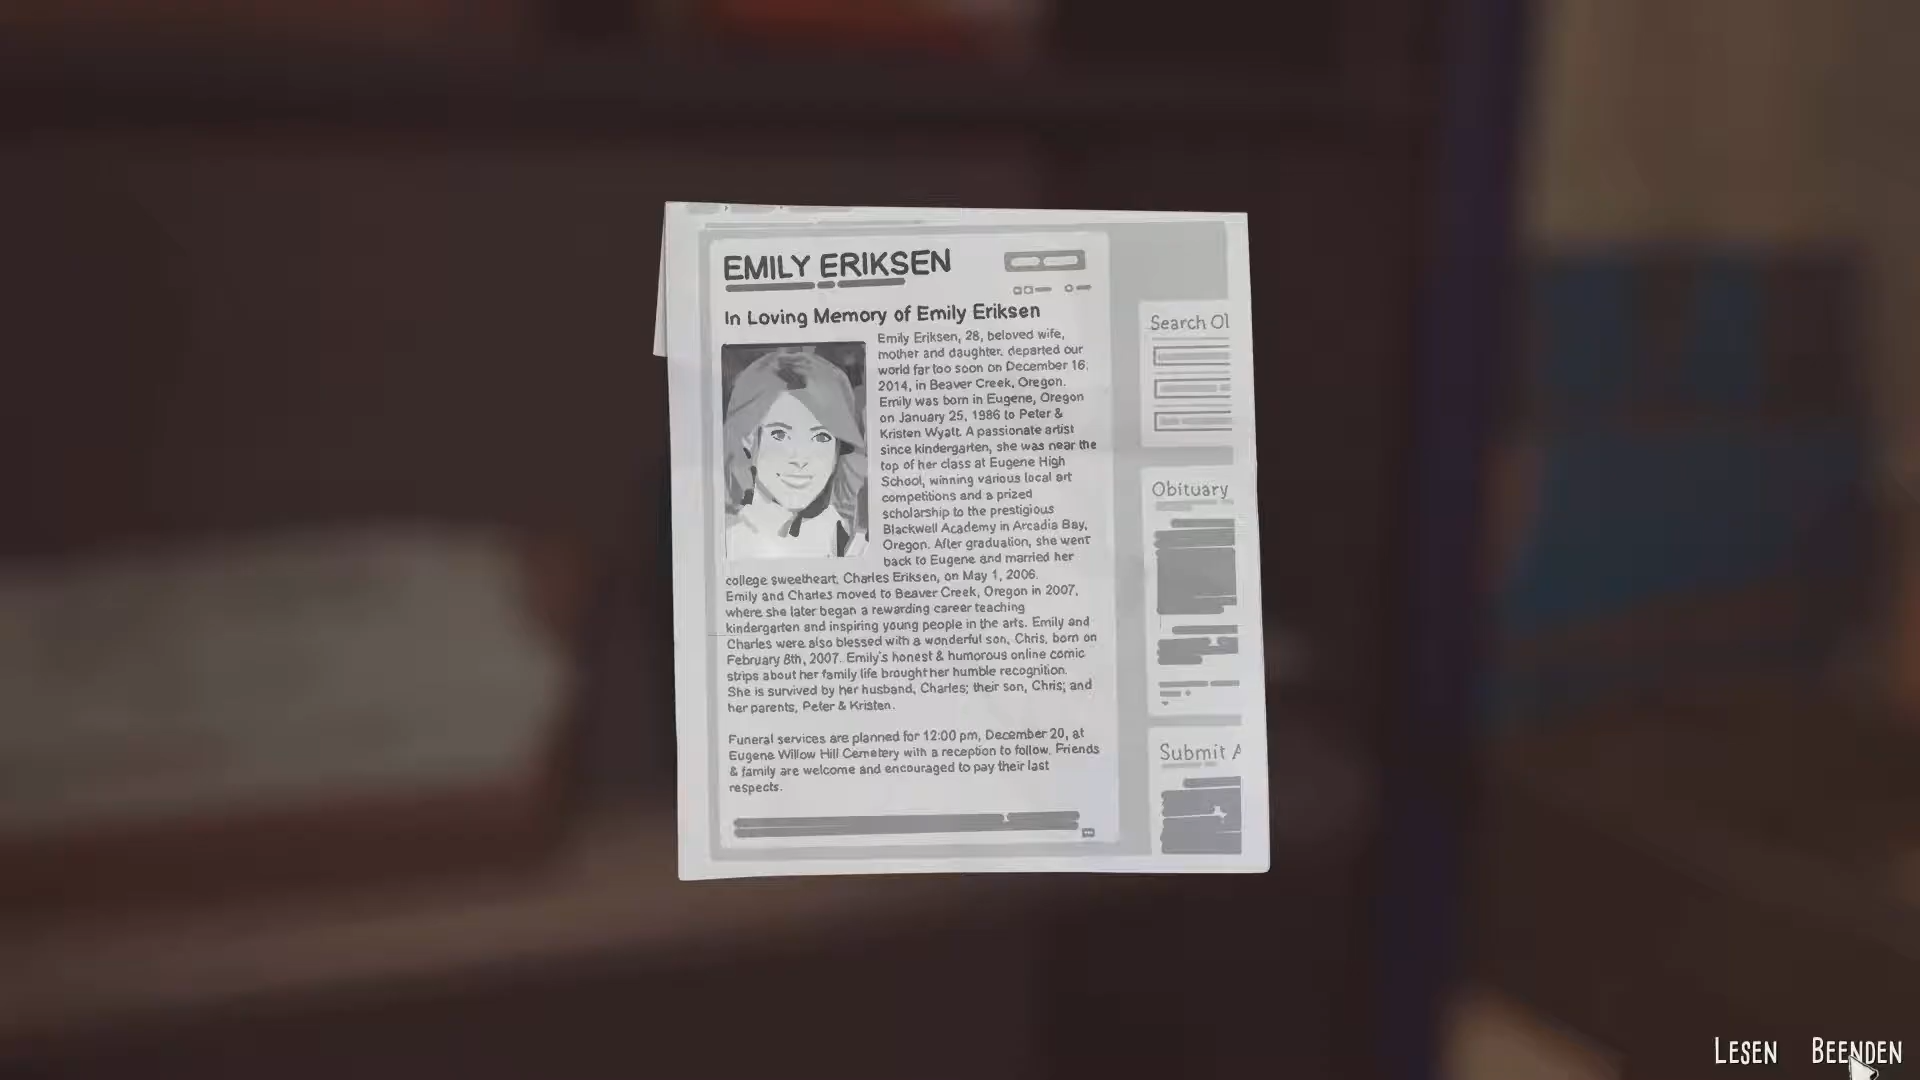 EMILY ERIKSEN
In Loving Memory of Emily Eriksen
Emily Eriksen, 28, beloved wife,
mother and daughter, departed our
world far too soon on December 16,
2014, in Beaver Creek, Oregon.
Emily was born in Eugene, Oregon
on January 25, 1986 to Peter &
Kristen Wyatt. A passionate artist
since kindergarten, she was near the
top of her class at Eugene High
School, winning various local art
competitions and a prized
scholarship to the prestigious
Blackwell Academy in Arcadia Bay,
Oregon. After graduation, she went
back to Eugene and married her
college sweetheart, Charles Eriksen, on May 1, 2006.
Emily and Charles moved to Beaver Creek, Oregon in 2007,
where she later began a rewarding career teaching
kindergarten and inspiring young people in the arts. Emily and
Charles were also blessed with a wonderful son, Chris, born on
February 8th, 2007. Emily's honest & humorous online comic
strips about her family life brought her humble recognition.
She is survived by her husband, Charles; their son, Chris; and
her parents, Peter & Kristen.
Funeral services are planned for 12:00 pm, December 20, at
Eugene Willow Hill Cemetery with a reception to follow. Friends
& family are welcome and encouraged to pay their last
respects.
Search Ol
Obituary
Submit A
LESEN BEENDEN